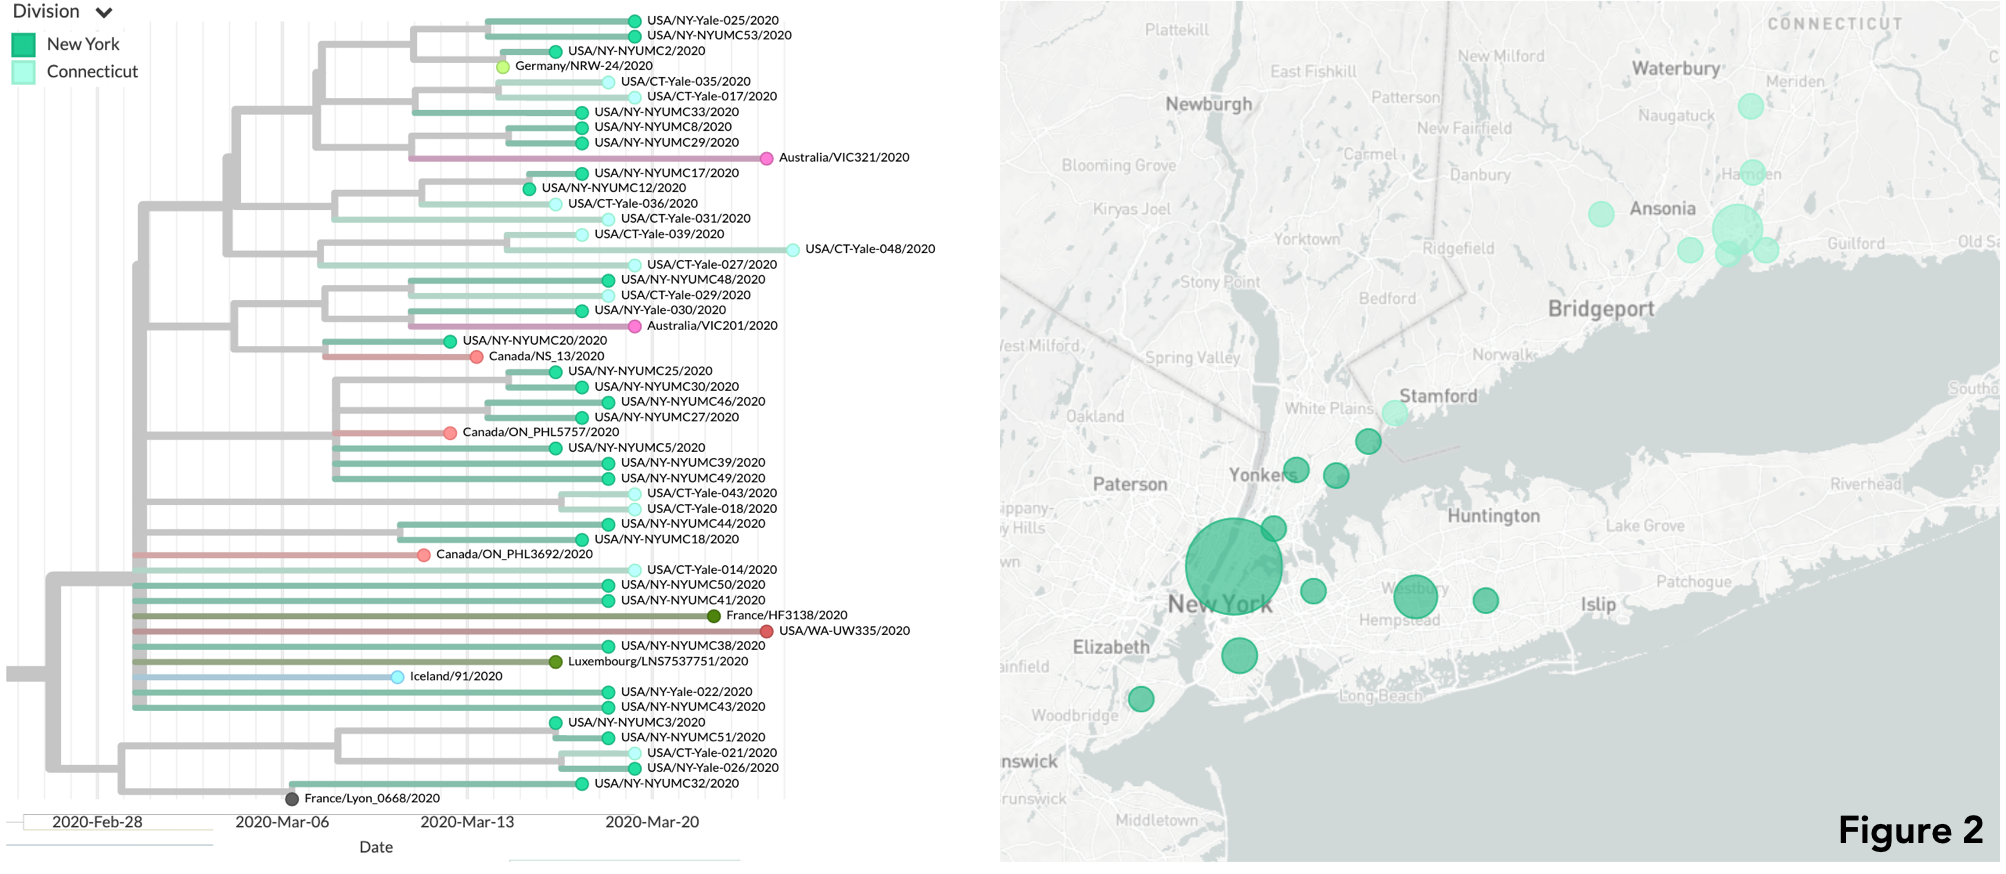 Division
New York
Connecticut
USA/NY-Yale-025/2020
USA/NY-NYUMC53/2020
USA/NY-NYUMC2/2020
Germany/NRW-24/2020
USA/CT-Yale-035/2020
USA/CT-Yale-017/2020
USA/NY-NYUMC33/2020
USA/NY-NYUMC8/2020
USA/NY-NYUMC29/2020
Australia/VIC321/2020
USA/NY-NYUMC17/2020
USA/NY-NYUMC12/2020
USA/CT-Yale-036/2020
USA/CT-Yale-031/2020
USA/CT-Yale-039/2020
USA/CT-Yale-048/2020
USA/CT-Yale-027/2020
USA/NY-NYUMC48/2020
USA/CT-Yale-029/2020
USA/NY-Yale-030/2020
Australia/VIC201/2020
USA/NY-NYUMC20/2020
Canada/NS_13/2020
USA/NY-NYUMC25/2020
USA/NY-NYUMC30/2020
USA/NY-NYUMC46/2020
USA/NY-NYUMC27/2020
Canada/ON_PHL5757/2020
USA/NY-NYUMC5/2020
USA/NY-NYUMC39/2020
USA/NY-NYUMC49/2020
USA/CT-Yale-043/2020
USA/CT-Yale-018/2020
USA/NY-NYUMC44/2020
USA/NY-NYUMC18/2020
Canada/ON_PHL3692/2020
USA/CT-Yale-014/2020
USA/NY-NYUMC50/2020
USA/NY-NYUMC41/2020
France/HF3138/2020
USA/WA-UW335/2020
USA/NY-NYUMC38/2020
Luxembourg/LNS7537751/2020
Iceland/91/2020
USA/NY-Yale-022/2020
USA/NY-NYUMC43/2020
USA/NY-NYUMC3/2020
USA/NY-NYUMC51/2020
USA/CT-Yale-021/2020
USA/NY-Yale-026/2020
USA/NY-NYUMC32/2020
France/Lyon_0668/2020
2020-Feb-28
2020-Mar-06
2020-Mar-13
2020-Mar-20
Date
CONNECTICUT
Plattekill
New Milford
East Fishkill
Waterbury
Meriden
Newburgh
Patterson
Naugatuck
New Fairfield
Carmel
Blooming Grove
Danbury
Hamden
Kiryas Joel
Ansonia
Yorktown
Ridgefield
Guilford
Old Sa
Stony Point
Bedford
Bridgeport
est Milford
Spring Valley
Norwalk
Southo
Stamford
White Plains
Oakland
Yonkers
Paterson
Riverhead
sippany-
y Hills
Huntington
Lake Grove
wn
Westbury
Patchogue
New York
Islip
Hempstead
Elizabeth
ainfield
Long Beach
Woodbridge
nswick
runswick
Middletown
Figure 2